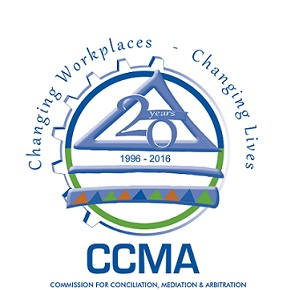 Changing Workplaces - Changing Lives
20
years
1996 - 2016
CCMA
COMMISSION FOR CONCILIATION, MEDIATION & ARBITRATION